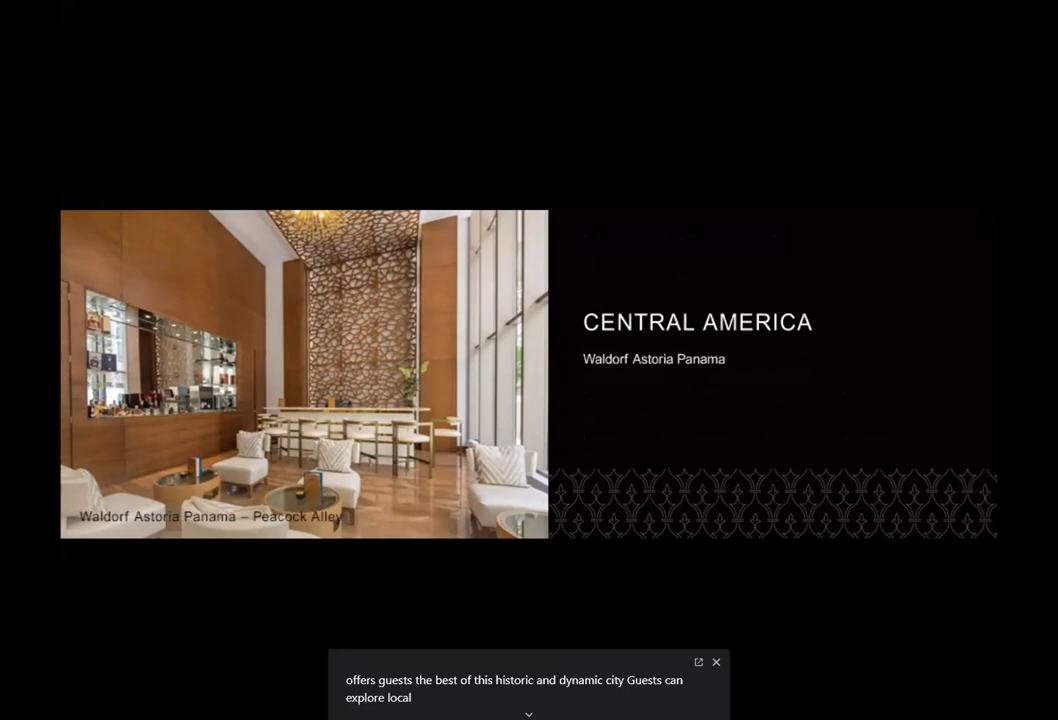 CENTRAL AMERICA
Waldorf Astoria Panama
Waldorf Astoria Panama – Peacock Alley
offers guests the best of this historic and dynamic city Guests can
explore local